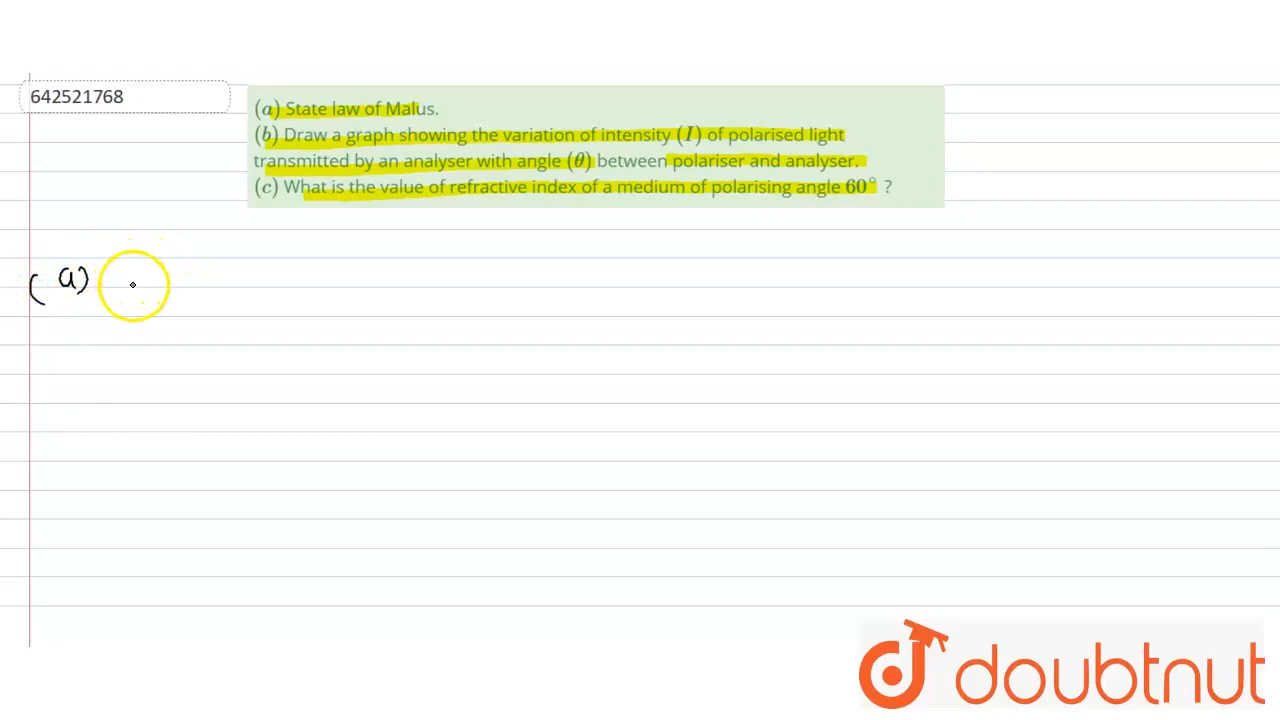 642521768
(a) State law of Malus.
(b) Draw a graph showing the variation of intensity (I) of polarised light
transmitted by an analyser with angle (θ) between polariser and analyser.
(c) What is the value of refractive index of a medium of polarising angle 60° ?
(a)
doubtnut